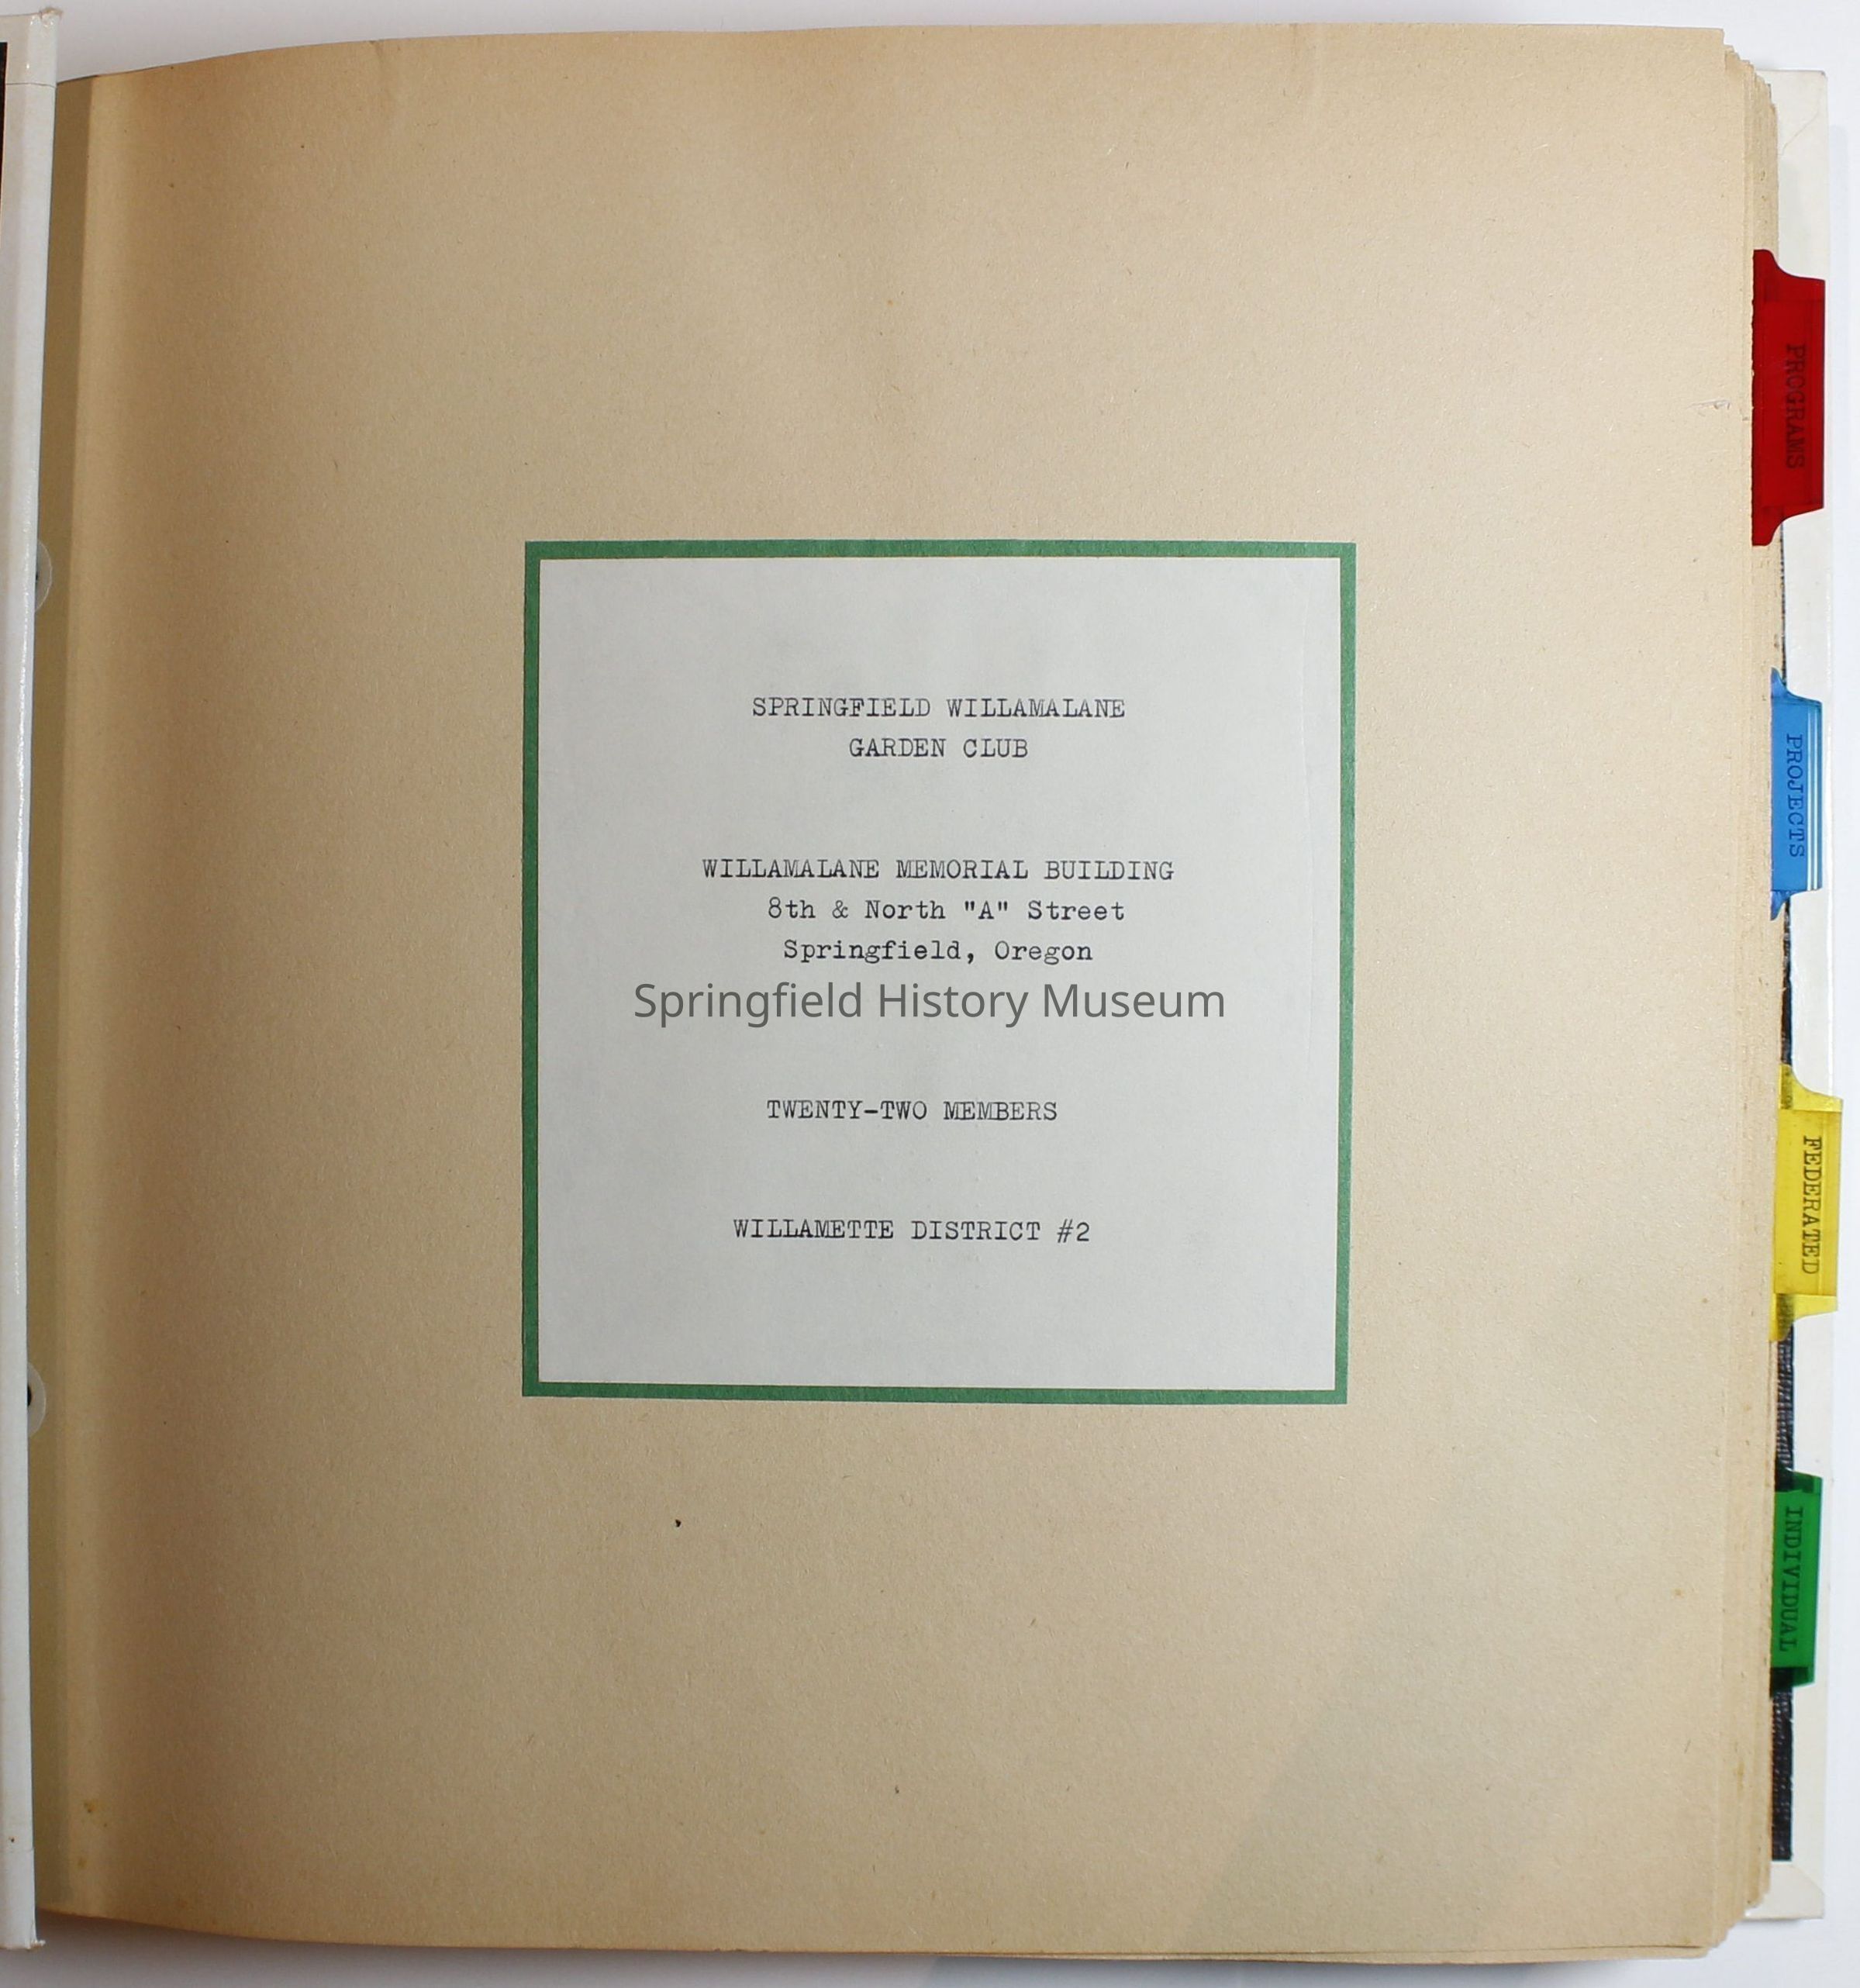 SPRINGFIELD WILLAMALANE
GARDEN CLUB
WILLAMALANE MEMORIAL BUILDING
8th & North "A" Street
Springfield, Oregon
Springfield History Museum
TWENTY-TWO MEMBERS
WILLAMETTE DISTRICT #2
PROGRAMS
PROJECTS
FEDERATED
INDIVIDUAL